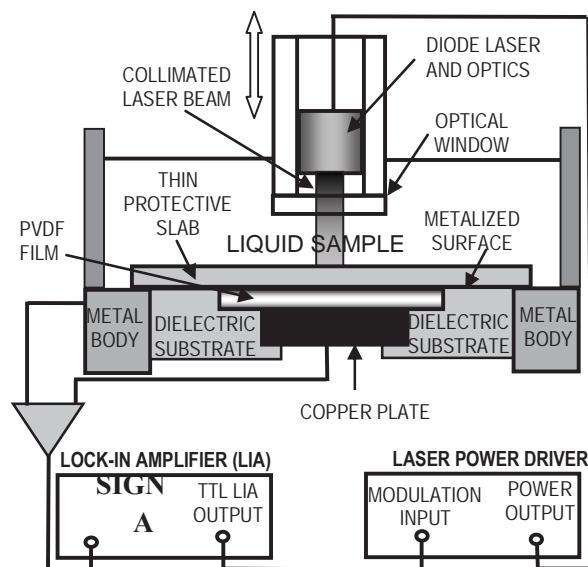 DIODE LASER
AND OPTICS
COLLIMATED
LASER BEAM
OPTICAL
WINDOW
THIN
PROTECTIVE
SLAB
METALIZED
SURFACE
PVDF
FILM
LIQUID SAMPLE
METAL
BODY
DIELECTRIC
SUBSTRATE
DIELECTRIC
SUBSTRATE
METAL
BODY
COPPER PLATE
LOCK-IN AMPLIFIER (LIA)
SIGN
A
TTL LIA
OUTPUT
LASER POWER DRIVER
MODULATION
INPUT
POWER
OUTPUT